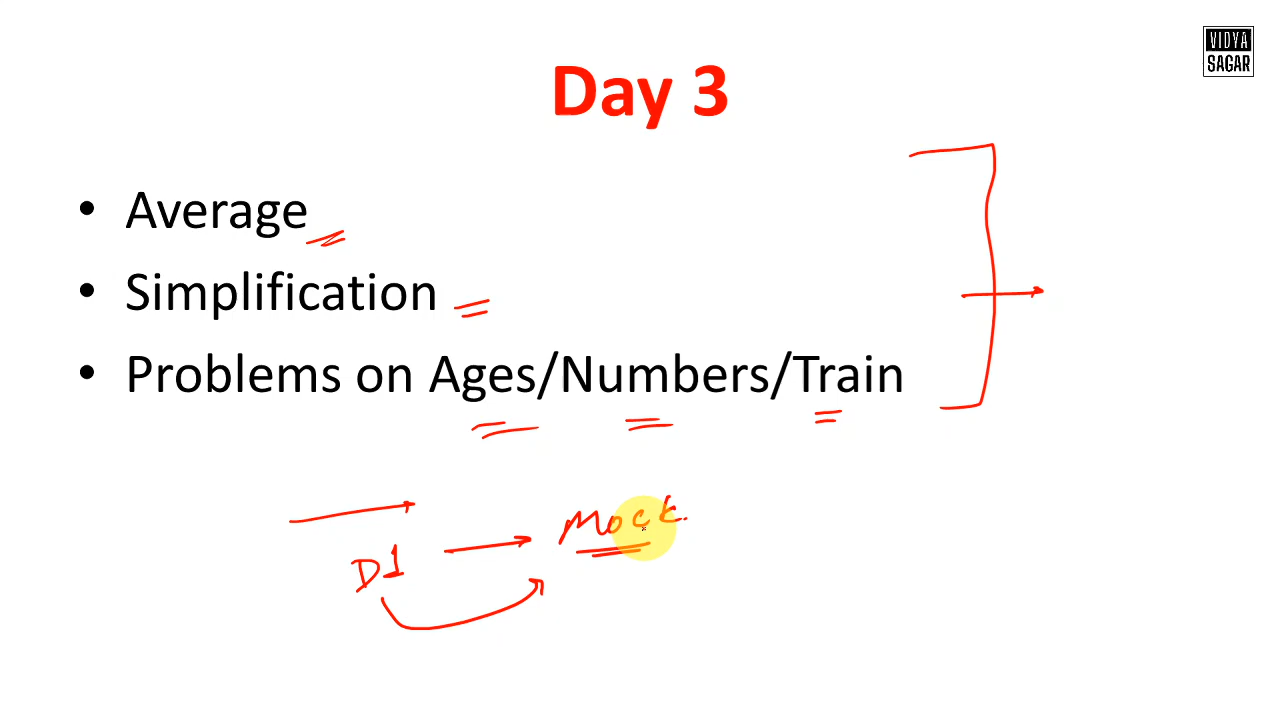 VIDYA
SAGAR
Day 3
• Average
• Simplification
• Problems on Ages/Numbers/Train
Mock.
D1